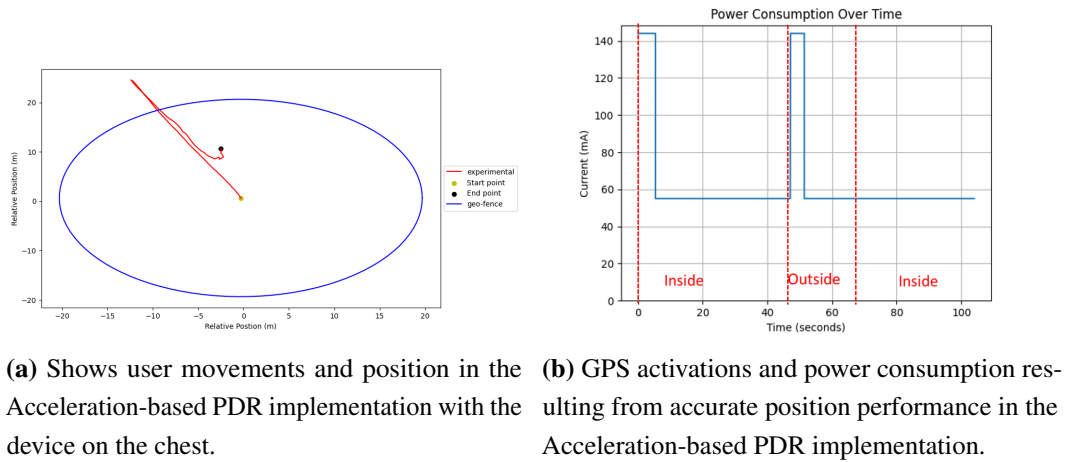 Relative Position (m)
20
10
0
−10
−20
−20
−15
−10
−5
0
5
10
15
20
Relative Postion (m)
experimental
Start point
End point
geo-fence
Power Consumption Over Time
Current (mA)
140
120
100
80
60
40
20
0
Inside
Outside
Inside
0
20
40
60
80
100
Time (seconds)
(a) Shows user movements and position in the
Acceleration-based PDR implementation with the
device on the chest.
(b) GPS activations and power consumption res-
ulting from accurate position performance in the
Acceleration-based PDR implementation.